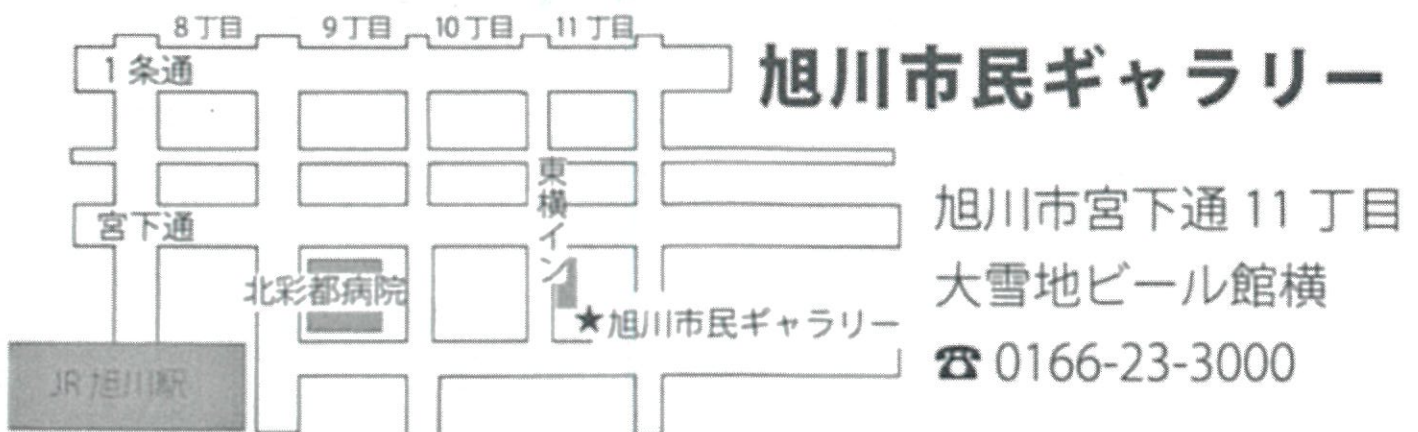 8丁目 9丁目 10丁目 11丁目
1条通
旭川市民ギャラリー
東横イン
宮下通
北彩都病院
★旭川市民ギャラリー
JR旭川駅
旭川市宮下通11丁目
大雪地ビール館横
☎0166-23-3000